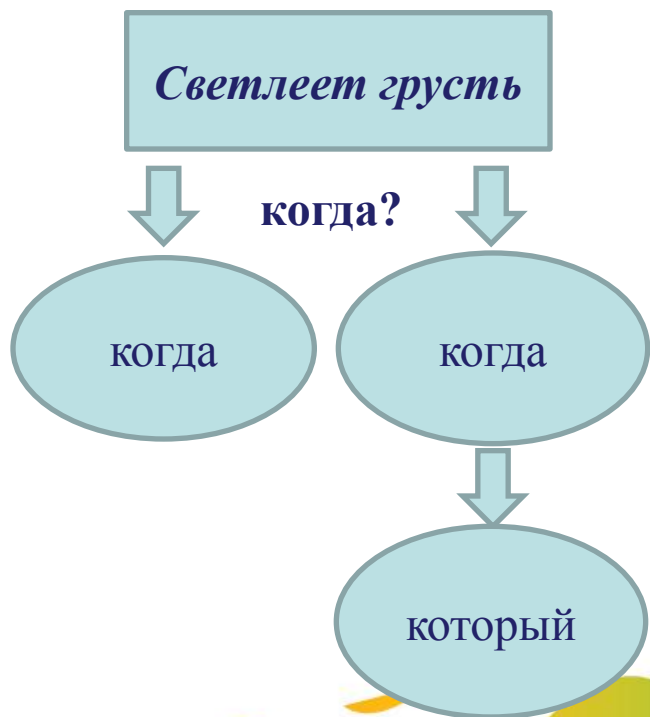 Светлеет грусть
когда?
когда
когда
который